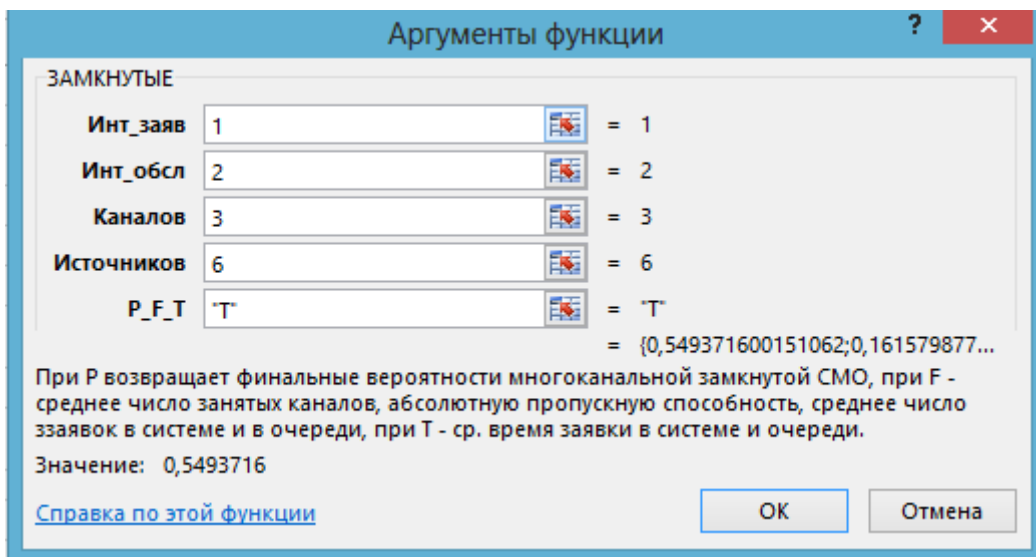 Аргументы функции ? ×
ЗАМКНУТЫЕ
Инт_заяв 1 = 1
Инт_обсл 2 = 2
Каналов 3 = 3
Источников 6 = 6
P_F_T "T" = "T"
= {0,549371600151062;0,161579877...
При P возвращает финальные вероятности многоканальной замкнутой СМО, при F -
среднее число занятых каналов, абсолютную пропускную способность, среднее число
ззаявок в системе и в очереди, при T - ср. время заявки в системе и очереди.
Значение: 0,5493716
Справка по этой функции ОК Отмена